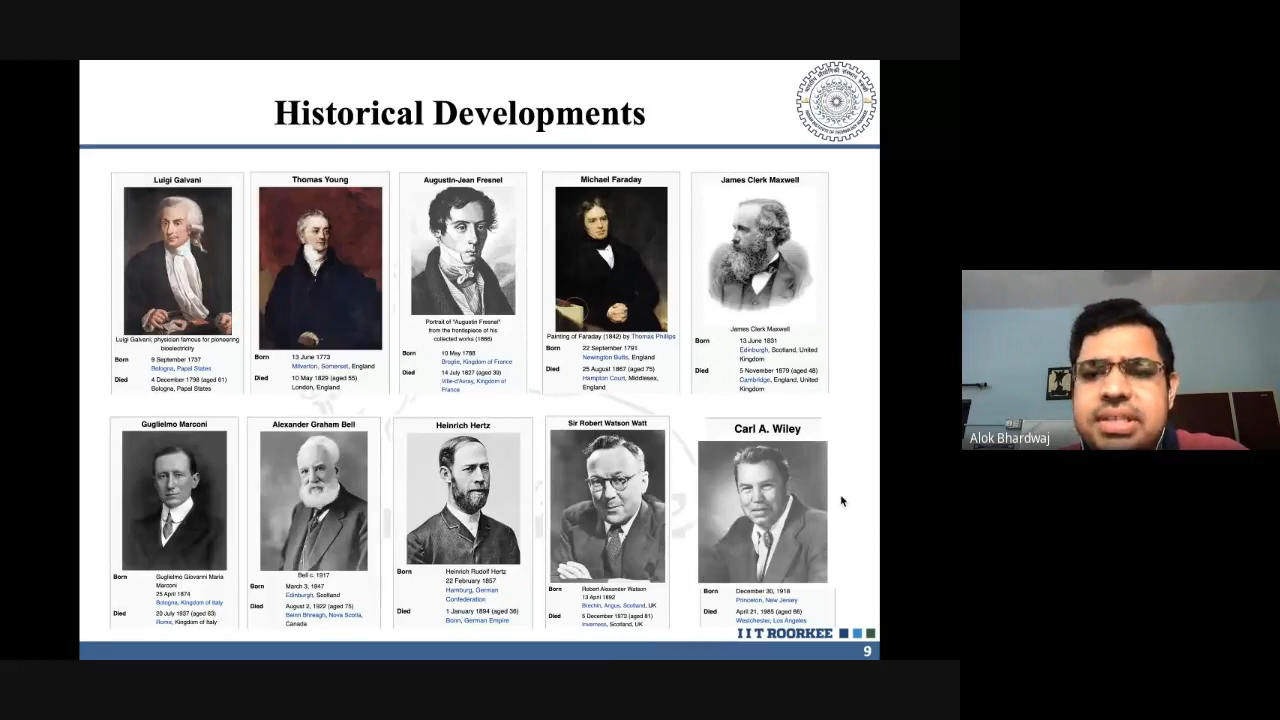 Historical Developments
Luigi Galvani
Luigi Galvani; physician famous for pioneering
bioelectricity
Born 9 September 1737
Bologna, Papal States
Died 4 December 1798 (aged 61)
Bologna, Papal States
Thomas Young
Born 13 June 1773
Milverton, Somerset, England
Died 10 May 1829 (aged 55)
London, England
Augustin-Jean Fresnel
Portrait of "Augustin Fresnel"
from the frontispiece of his
collected works (1866)
Born 10 May 1788
Broglie, Kingdom of France
Died 14 July 1827 (aged 39)
Ville-d'Avray, Kingdom of
France
Michael Faraday
Painting of Faraday (1842) by Thomas Phillips
Born 22 September 1791
Newington Butts, England
Died 25 August 1867 (aged 75)
Hampton Court, Middlesex,
England
James Clerk Maxwell
James Clerk Maxwell
Born 13 June 1831
Edinburgh, Scotland, United
Kingdom
Died 5 November 1879 (aged 48)
Cambridge, England, United
Kingdom
Guglielmo Marconi
Born Guglielmo Giovanni Maria
Marconi
25 April 1874
Bologna, Kingdom of Italy
Died 20 July 1937 (aged 63)
Rome, Kingdom of Italy
Alexander Graham Bell
Bell c. 1917
Born March 3, 1847
Edinburgh, Scotland
Died August 2, 1922 (aged 75)
Beinn Bhreagh, Nova Scotia,
Canada
Heinrich Hertz
Born Heinrich Rudolf Hertz
22 February 1857
Hamburg, German
Confederation
Died 1 January 1894 (aged 36)
Bonn, German Empire
Sir Robert Watson Watt
Born Robert Alexander Watson
13 April 1892
Brechin, Angus, Scotland, UK
Died 5 December 1973 (aged 81)
Inverness, Scotland, UK
Carl A. Wiley
Born December 30, 1918
Princeton, New Jersey
Died April 21, 1985 (aged 66)
Westchester, Los Angeles
I I T ROORKEE
9
Alok Bhardwaj